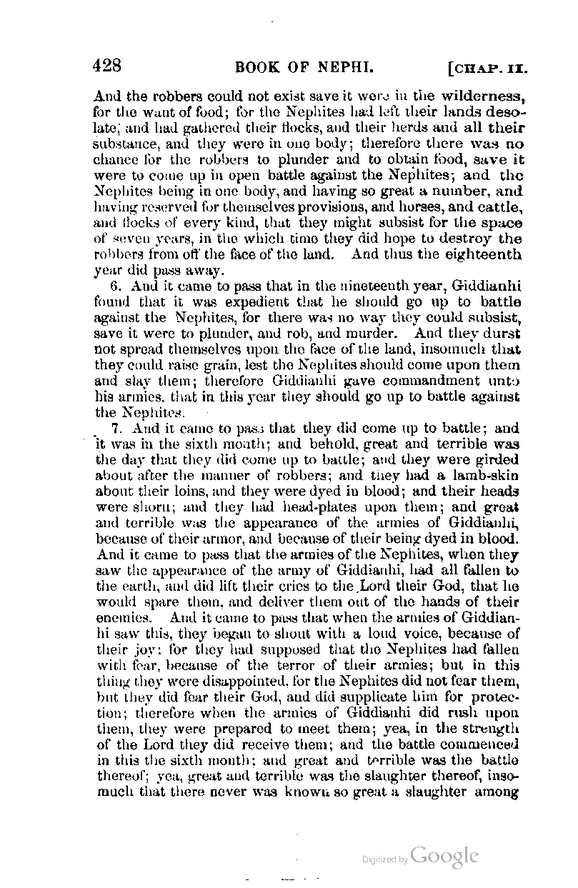 428 BOOK OF NEPHI. [CHAP. II.
And the robbers could not exist save it were in the wilderness,
for the want of food; for the Nephites had left their lands deso-
late, and had gathered their flocks, and their herds and all their
substance, and they were in one body; therefore there was no
chance for the robbers to plunder and to obtain food, save it
were to come up in open battle against the Nephites; and the
Nephites being in one body, and having so great a number, and
having reserved for themselves provisions, and horses, and cattle,
and flocks of every kind, that they might subsist for the space
of seven years, in the which time they did hope to destroy the
robbers from off the face of the land. And thus the eighteenth
year did pass away.
6. And it came to pass that in the nineteenth year, Giddianhi
found that it was expedient that he should go up to battle
against the Nephites, for there was no way they could subsist,
save it were to plunder, and rob, and murder. And they durst
not spread themselves upon the face of the land, insomuch that
they could raise grain, lest the Nephites should come upon them
and slay them; therefore Giddianhi gave commandment unto
his armies, that in this year they should go up to battle against
the Nephites.
7. And it came to pass that they did come up to battle; and
it was in the sixth month; and behold, great and terrible was
the day that they did come up to battle; and they were girded
about after the manner of robbers; and they had a lamb-skin
about their loins, and they were dyed in blood; and their heads
were shorn; and they had head-plates upon them; and great
and terrible was the appearance of the armies of Giddianhi,
because of their armor, and because of their being dyed in blood.
And it came to pass that the armies of the Nephites, when they
saw the appearance of the army of Giddianhi, had all fallen to
the earth, and did lift their cries to the Lord their God, that he
would spare them, and deliver them out of the hands of their
enemies. And it came to pass that when the armies of Giddian-
hi saw this, they began to shout with a loud voice, because of
their joy; for they had supposed that the Nephites had fallen
with fear, because of the terror of their armies; but in this
thing they were disappointed, for the Nephites did not fear them,
but they did fear their God, and did supplicate him for protec-
tion; therefore when the armies of Giddianhi did rush upon
them, they were prepared to meet them; yea, in the strength
of the Lord they did receive them; and the battle commenced
in this the sixth month; and great and terrible was the battle
thereof; yea, great and terrible was the slaughter thereof, inso-
much that there never was known so great a slaughter among
Digitized by Google